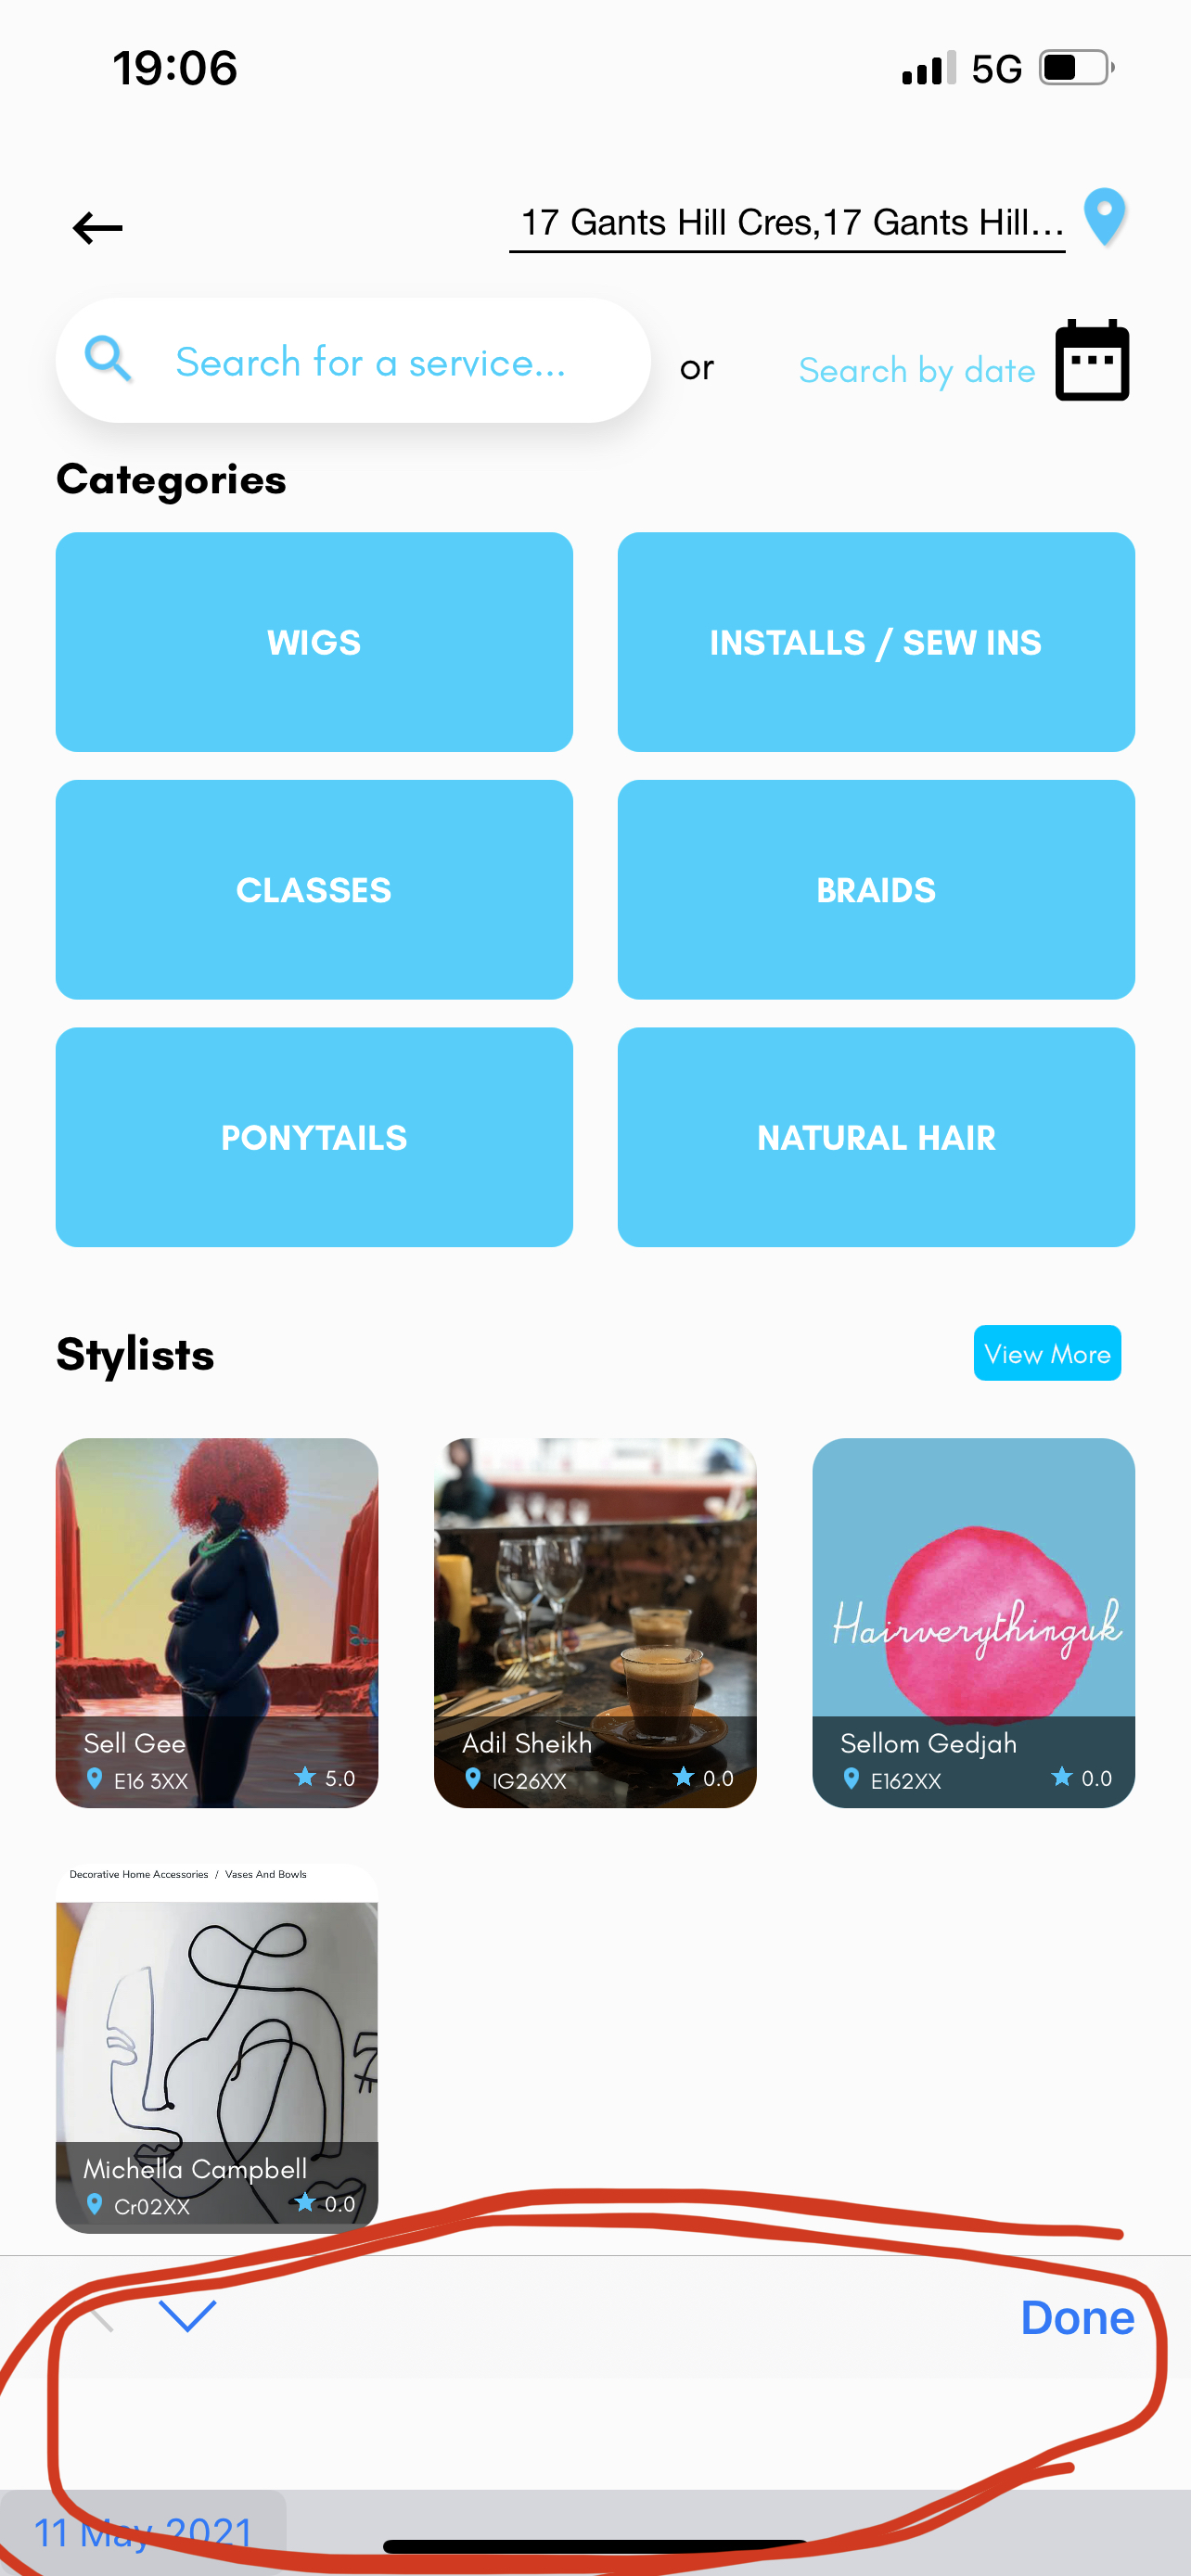 19:06 5G
17 Gants Hill Cres,17 Gants Hill...
Search for a service... or Search by date
Categories
WIGS INSTALLS / SEW INS
CLASSES BRAIDS
PONYTAILS NATURAL HAIR
Stylists View More
Hairverythinguk
Sell Gee Adil Sheikh Sellom Gedjah
E16 3XX 5.0 IG26XX 0.0 E162XX 0.0
Decorative Home Accessories / Vases And Bowls
Michella Campbell
Cr02XX 0.0
Done
11 May 2021